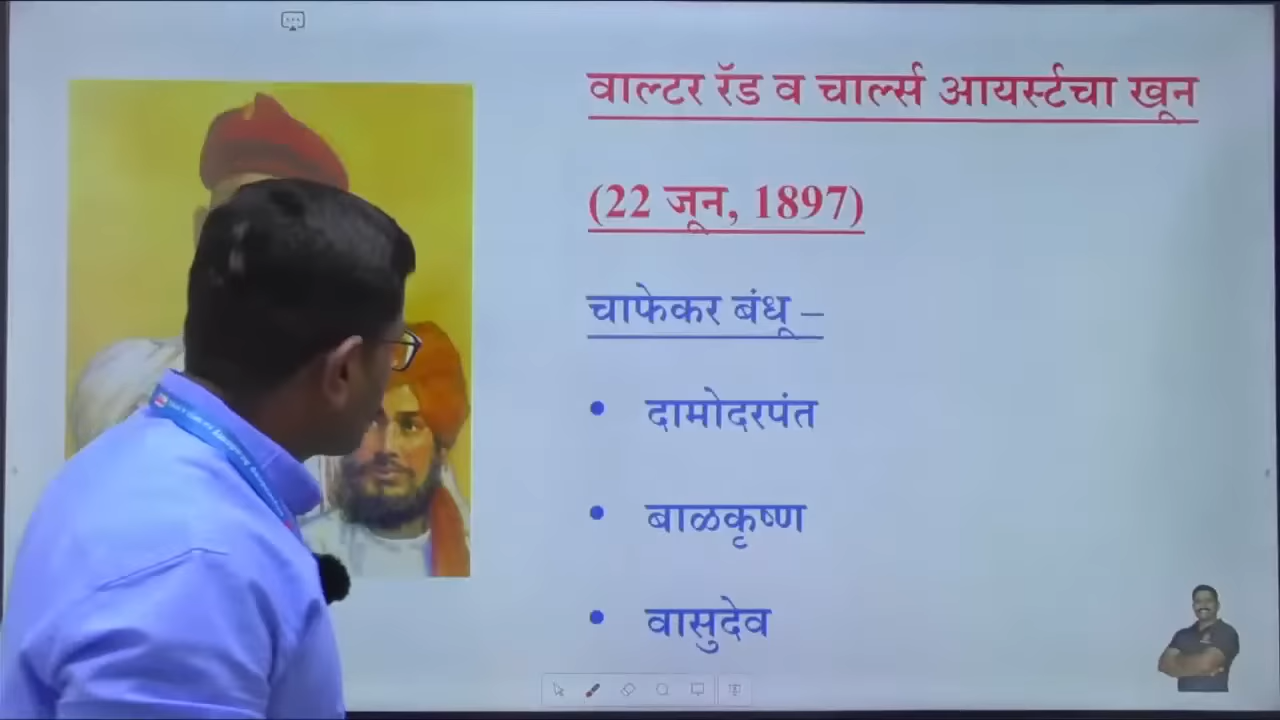 वाल्टर रॅड व चार्ल्स आयर्स्टचा खून
(22 जून, 1897)
चाफेकर बंधू –
• दामोदरपंत
• बाळकृष्ण
• वासुदेव